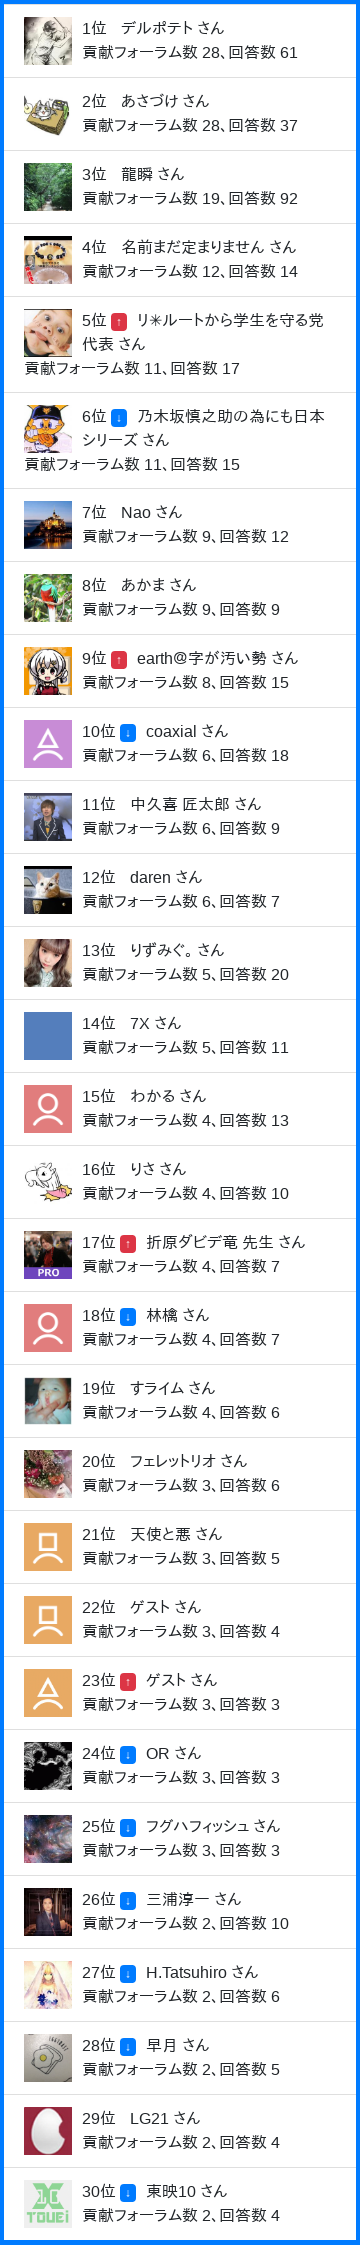 1位 デルポテト さん
貢献フォーラム数 28、回答数 61
2位 あさづけ さん
貢献フォーラム数 28、回答数 37
3位 龍瞬 さん
貢献フォーラム数 19、回答数 92
4位 名前まだ定まりません さん
貢献フォーラム数 12、回答数 14
5位 ↑ リ✳ルートから学生を守る党
代表 さん
貢献フォーラム数 11、回答数 17
6位 ↓ 乃木坂慎之助の為にも日本
シリーズ さん
貢献フォーラム数 11、回答数 15
7位 Nao さん
貢献フォーラム数 9、回答数 12
8位 あかま さん
貢献フォーラム数 9、回答数 9
9位 ↑ earth@字が汚い勢 さん
貢献フォーラム数 8、回答数 15
10位 ↓ coaxial さん
貢献フォーラム数 6、回答数 18
11位 中久喜 匠太郎 さん
貢献フォーラム数 6、回答数 9
12位 daren さん
貢献フォーラム数 6、回答数 7
13位 りずみぐ。 さん
貢献フォーラム数 5、回答数 20
14位 7X さん
貢献フォーラム数 5、回答数 11
15位 わかる さん
貢献フォーラム数 4、回答数 13
16位 りさ さん
貢献フォーラム数 4、回答数 10
17位 ↑ 折原ダビデ竜 先生 さん
貢献フォーラム数 4、回答数 7
PRO
18位 ↓ 林檎 さん
貢献フォーラム数 4、回答数 7
19位 すライム さん
貢献フォーラム数 4、回答数 6
20位 フェレットリオ さん
貢献フォーラム数 3、回答数 6
21位 天使と悪 さん
貢献フォーラム数 3、回答数 5
22位 ゲスト さん
貢献フォーラム数 3、回答数 4
23位 ↑ ゲスト さん
貢献フォーラム数 3、回答数 3
24位 ↓ OR さん
貢献フォーラム数 3、回答数 3
25位 ↓ フグハフィッシュ さん
貢献フォーラム数 3、回答数 3
26位 ↓ 三浦淳一 さん
貢献フォーラム数 2、回答数 10
27位 ↓ H.Tatsuhiro さん
貢献フォーラム数 2、回答数 6
28位 ↓ 早月 さん
貢献フォーラム数 2、回答数 5
29位 LG21 さん
貢献フォーラム数 2、回答数 4
30位 ↓ 東映10 さん
貢献フォーラム数 2、回答数 4
TOUEi